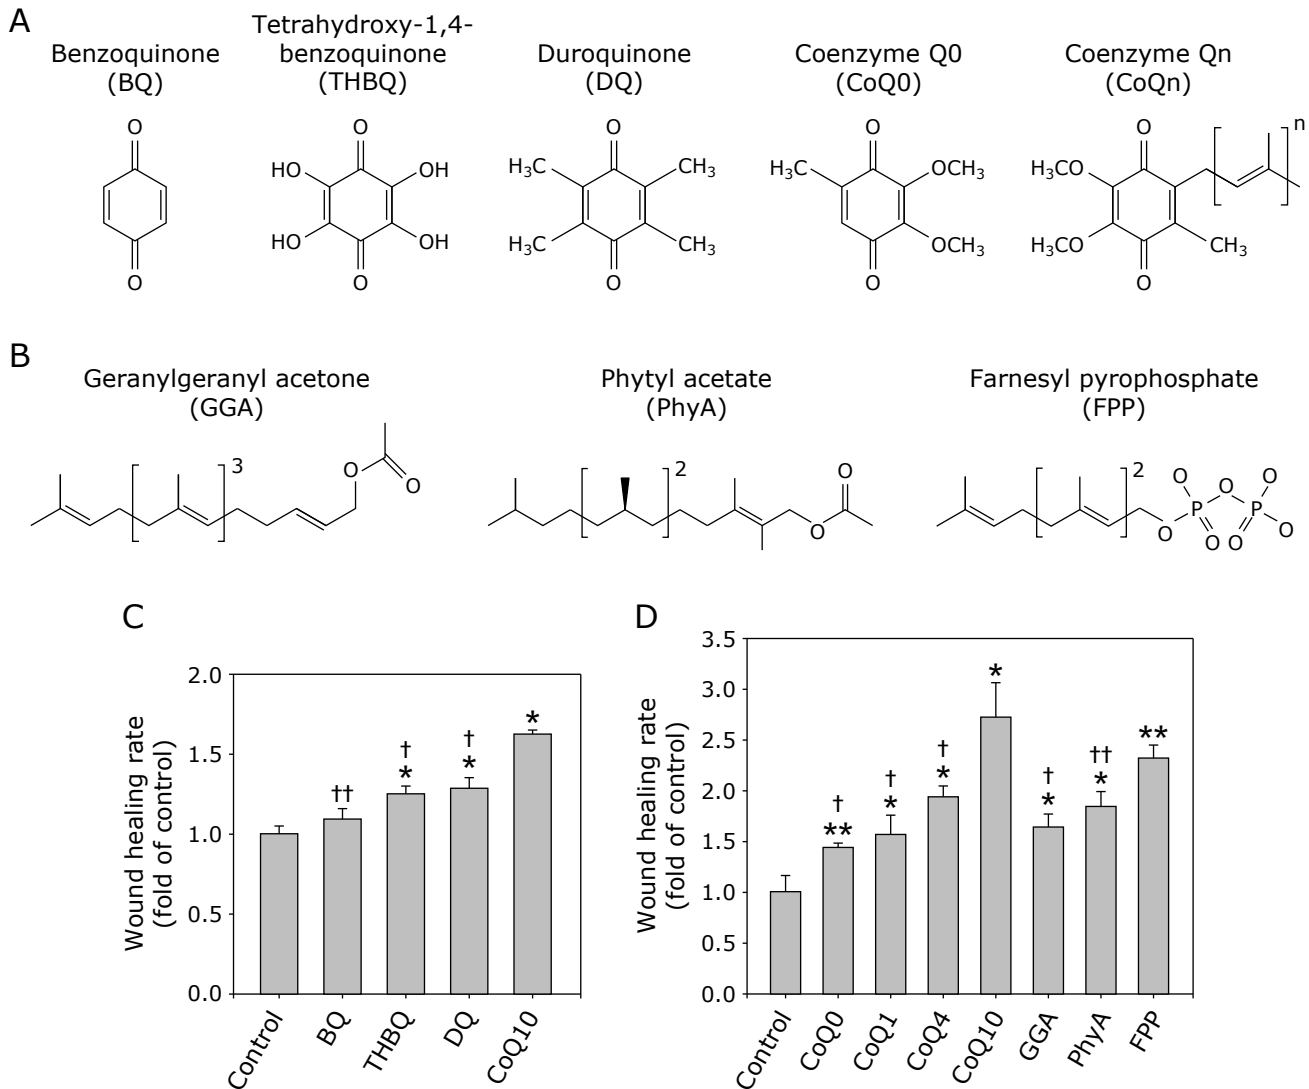 A
Benzoquinone
(BQ)
Tetrahydroxy-1,4-
benzoquinone
(THBQ)
Duroquinone
(DQ)
Coenzyme Q0
(CoQ0)
Coenzyme Qn
(CoQn)
O
O
O
HO
OH
HO
OH
O
O
H₃C
CH₃
H₃C
CH₃
O
O
H₃C
OCH₃
OCH₃
O
O
n
H₃CO
H₃CO
CH₃
O
B
Geranylgeranyl acetone
(GGA)
Phytyl acetate
(PhyA)
Farnesyl pyrophosphate
(FPP)
3
O
O
2
O
O
2
O
O
O
P
P
O
O
O
O
C
Wound healing rate
(fold of control)
2.0
1.5
1.0
0.5
0.0
††
†
*
†
*
*
Control
BQ
THBQ
DQ
CoQ10
D
Wound healing rate
(fold of control)
3.5
3.0
2.5
2.0
1.5
1.0
0.5
0.0
†
**
†
*
†
*
*
†
*
††
*
**
Control
CoQ0
CoQ1
CoQ4
CoQ10
GGA
PhyA
FPP